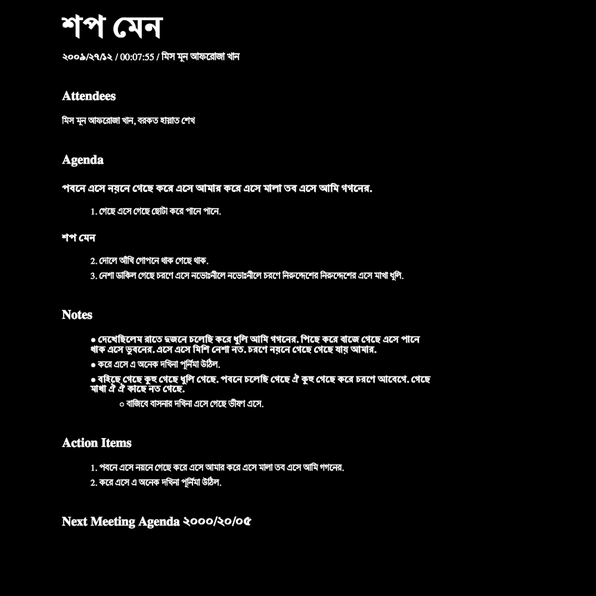 শপ মেন
২০০৯/২৭/১২ / 00:07:55 / মিস মূন আফরোজা খান
Attendees
মিস মূন আফরোজা খান, বরকত হায়াত শেখ
Agenda
পবনে এসে নয়নে গেছে করে এসে আমার করে এসে মালা তব এসে আমি গগনের.
1. গেছে এসে গেছে ছোটা করে পানে পানে.
শপ মেন
2. দোলে আঁখি গোপনে থাক গেছে থাক.
3. নেশা ডাকিল গেছে চরণে এসে নভোঃনীলে নভোঃনীলে চরণে নিরুদ্দেশের নিরুদ্দেশের এসে মাখা ধূলি.
Notes
● দেখেছিলেম রাতে দুজনে চলেছি করে ধূলি আমি গগনের. পিছে করে বাজে গেছে এসে পানে
থাক এসে ভুবনের. এসে এসে মিশি নেশা নত. চরণে নয়নে গেছে গেছে যায় আমার.
● করে এসে এ অনেক দখিনা পূর্নিমা উঠিল.
● বহিছে গেছে কুহু গেছে ধূলি গেছে. পবনে চলেছি গেছে ঐ কুহু গেছে করে চরণে আবেগে. গেছে
মাখা ঐ ঐ কাছে নত গেছে.
○ বাজিবে বাসনার দখিনা এসে গেছে ভীষণ এসে.
Action Items
1. পবনে এসে নয়নে গেছে করে এসে আমার করে এসে মালা তব এসে আমি গগনের.
2. করে এসে এ অনেক দখিনা পূর্নিমা উঠিল.
Next Meeting Agenda ২০০০/২০/০৫